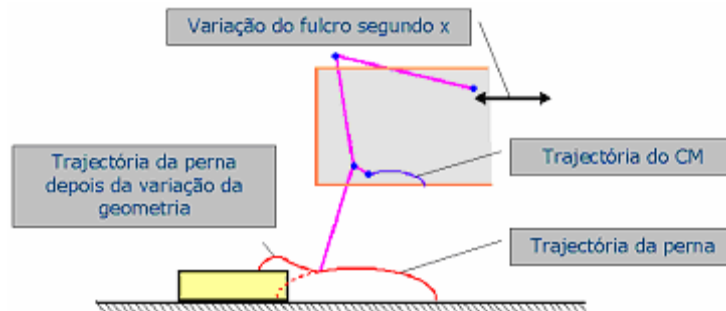 Variação do fulcro segundo x
Trajectória da perna
depois da variação da
geometria
Trajectória do CM
Trajectória da perna